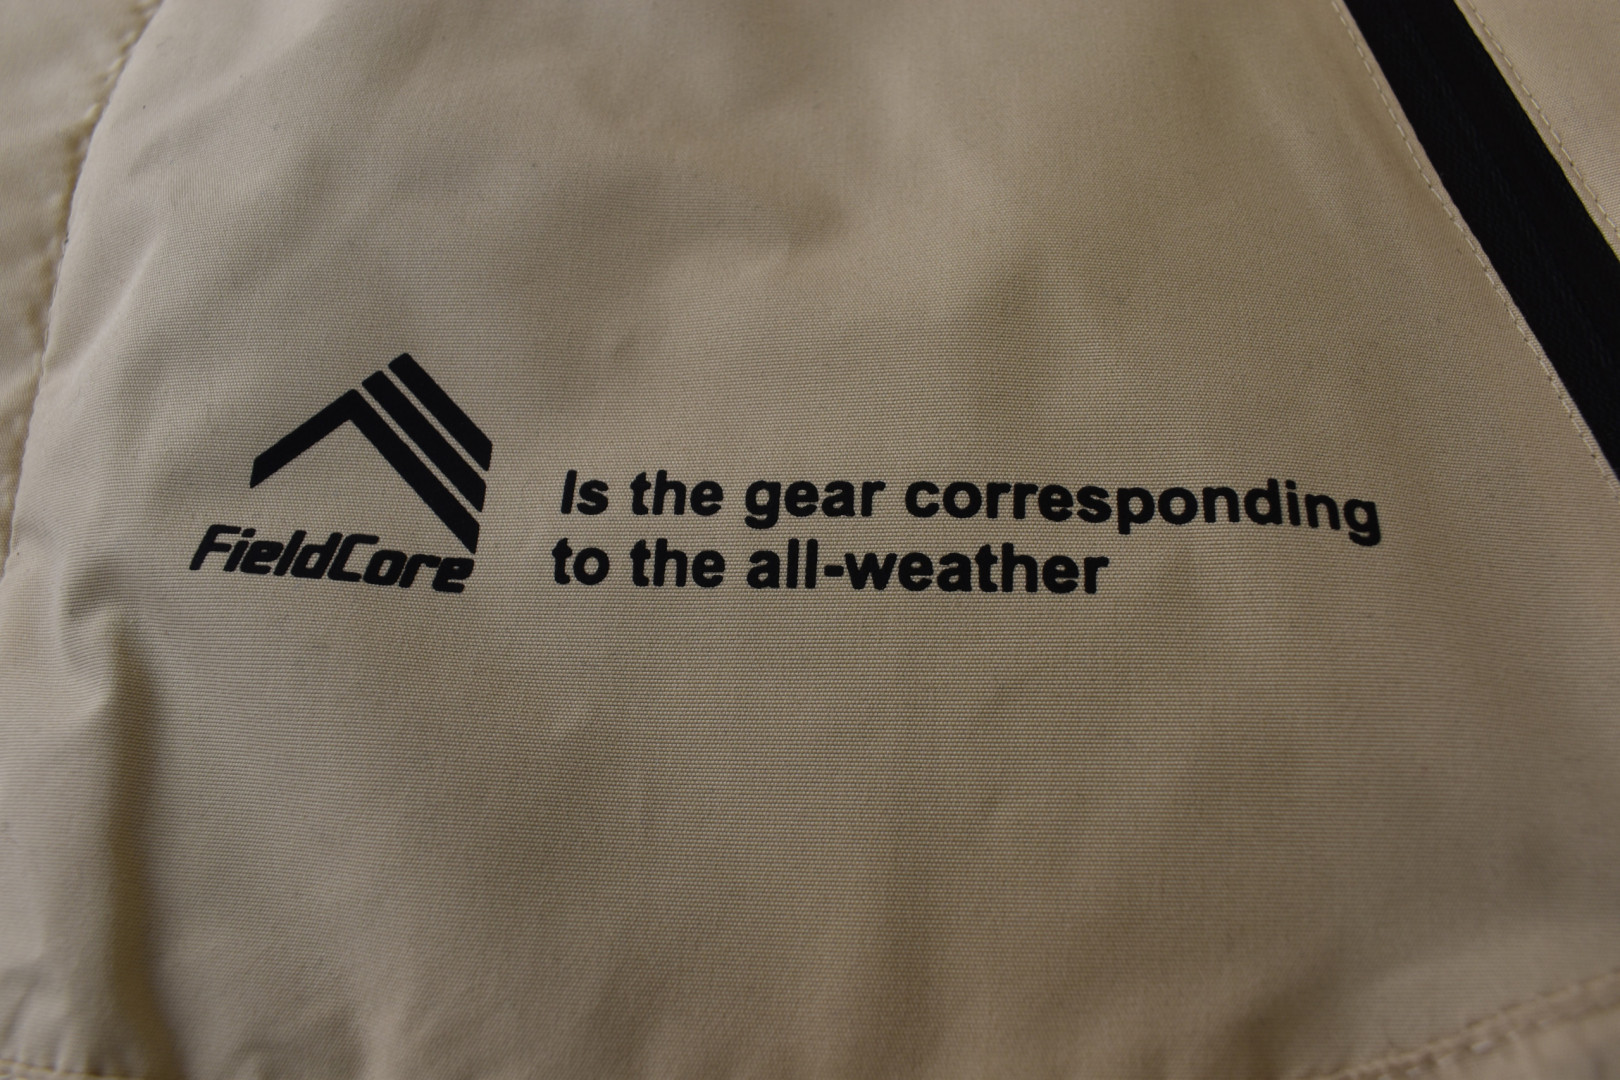 FieldCore
Is the gear corresponding
to the all-weather